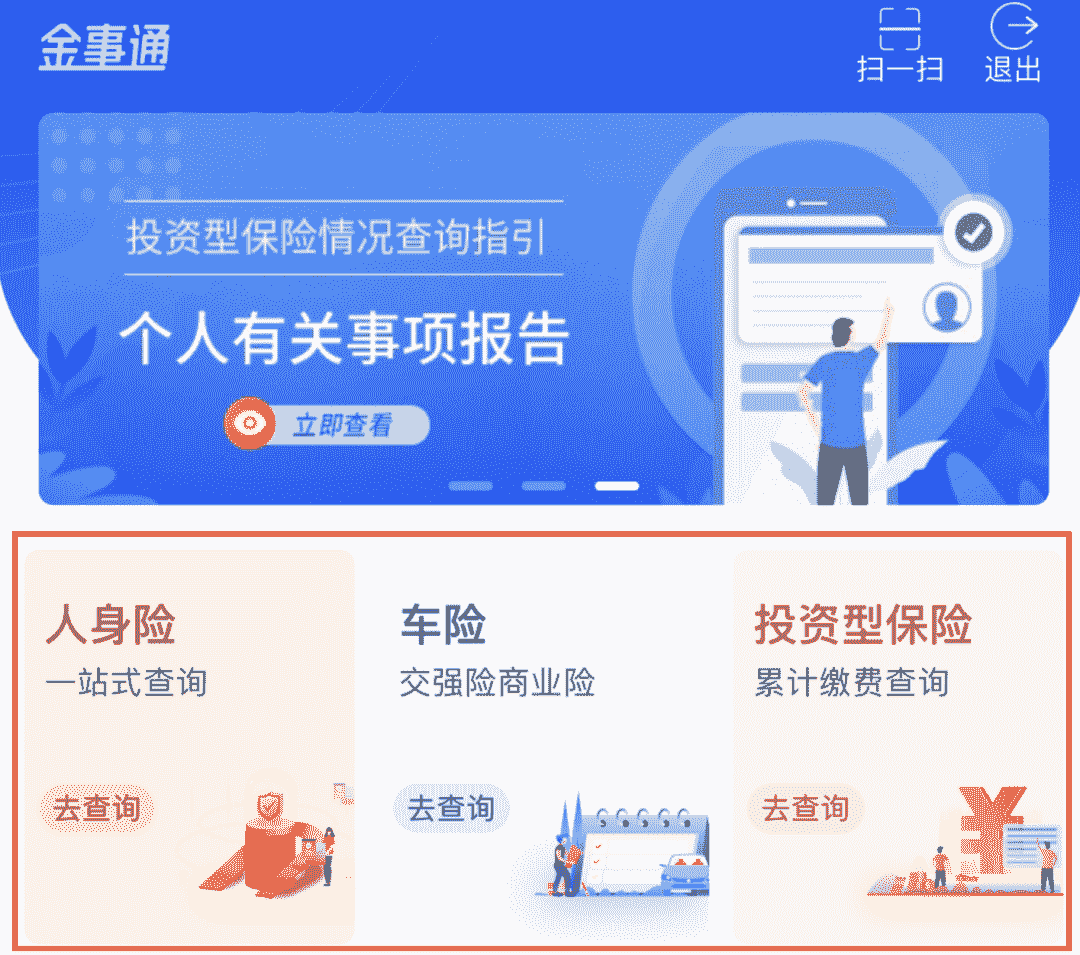 金事通
扫一扫
退出
投资型保险情况查询指引
个人有关事项报告
立即查看
人身险
一站式查询
去查询
车险
交强险商业险
去查询
投资型保险
累计缴费查询
去查询